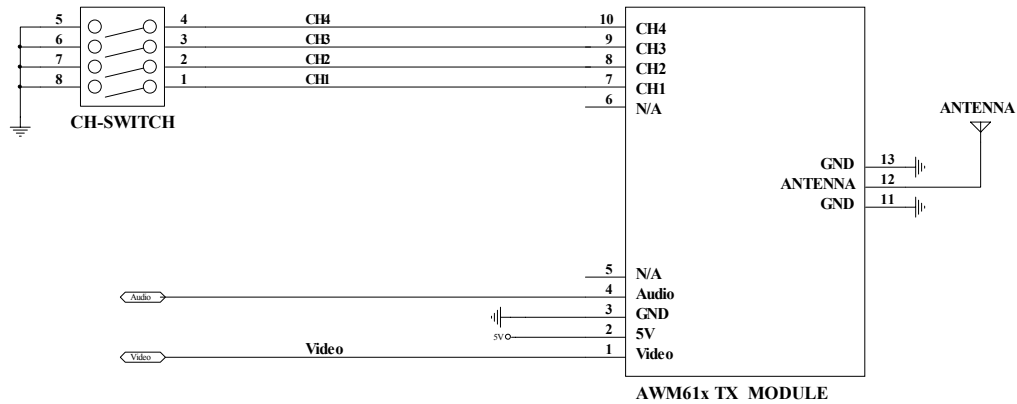 5 4 CH4 10 CH4
6 3 CH3 9 CH3
7 2 CH2 8 CH2
8 1 CH1 7 CH1
6 N/A
CH-SWITCH
ANTENNA
GND 13
ANTENNA 12
GND 11
5 N/A
Audio 4 Audio
3 GND
5V 2 5V
Video Video 1 Video
AWM61x TX MODULE